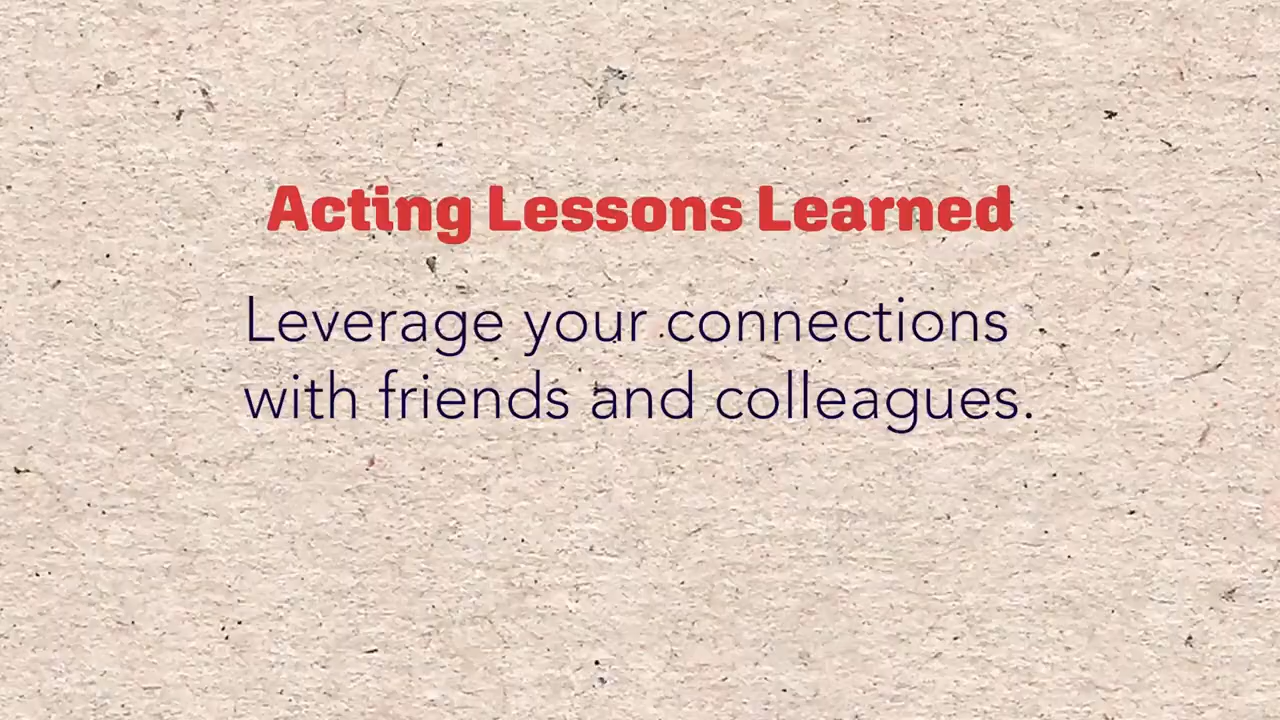 Acting Lessons Learned
Leverage your connections
with friends and colleagues.